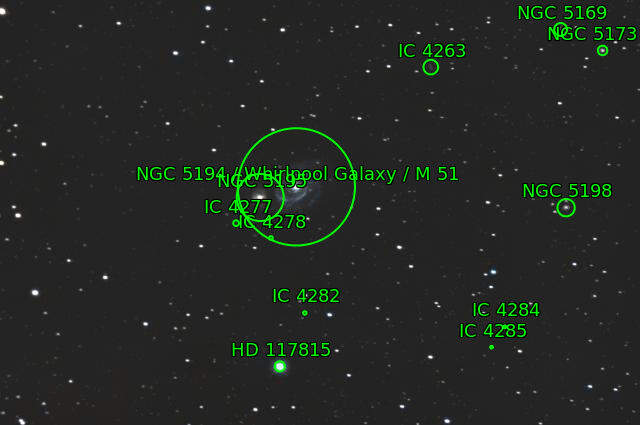 NGC 5169
NGC 5173
IC 4263
NGC 5194 / Whirlpool Galaxy / M 51
NGC 5195
NGC 5198
IC 4277
IC 4278
IC 4282
IC 4284
IC 4285
HD 117815